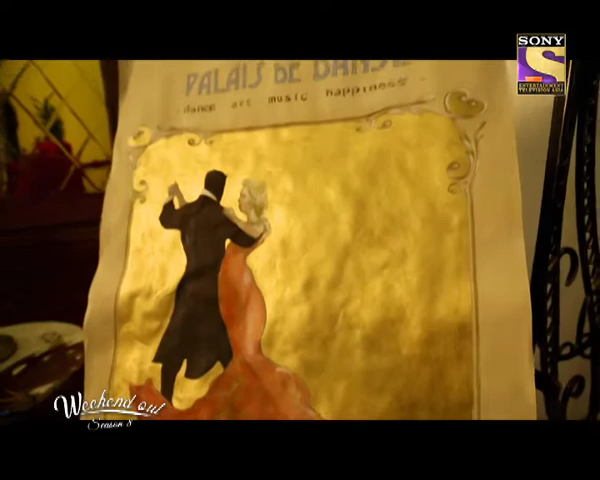 PALAIS DE DANSE
dance art music happiness
SONY
ENTERTAINMENT
TELEVISION ASIA
Weekend out
Season 8